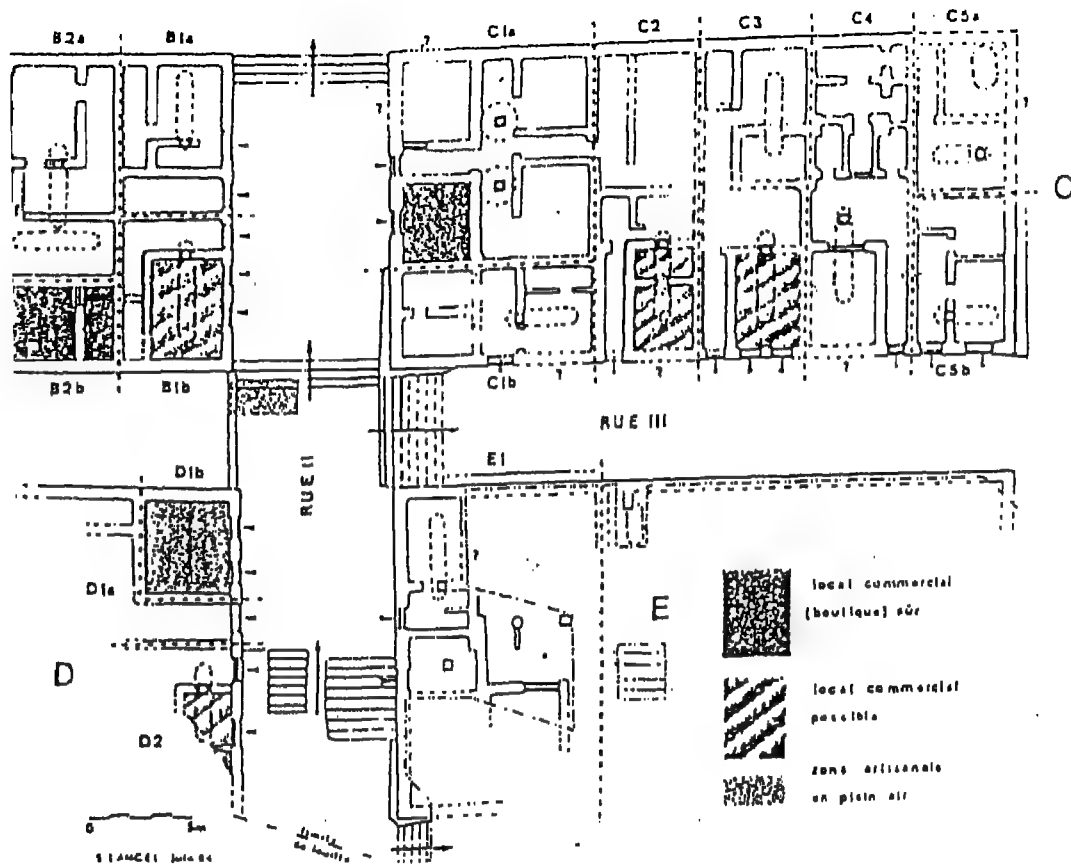 B2a B1a C1a C2 C3 C4 C5a
?
?
?
α
C
B2b B1b C1b ? ? ? C5b
RUE III
RUE II
D1b E1
?
D1a
E
D
D2
local commercial
(boutique) sûr
local commercial
possible
zone artisanale
en plein air
0 5m